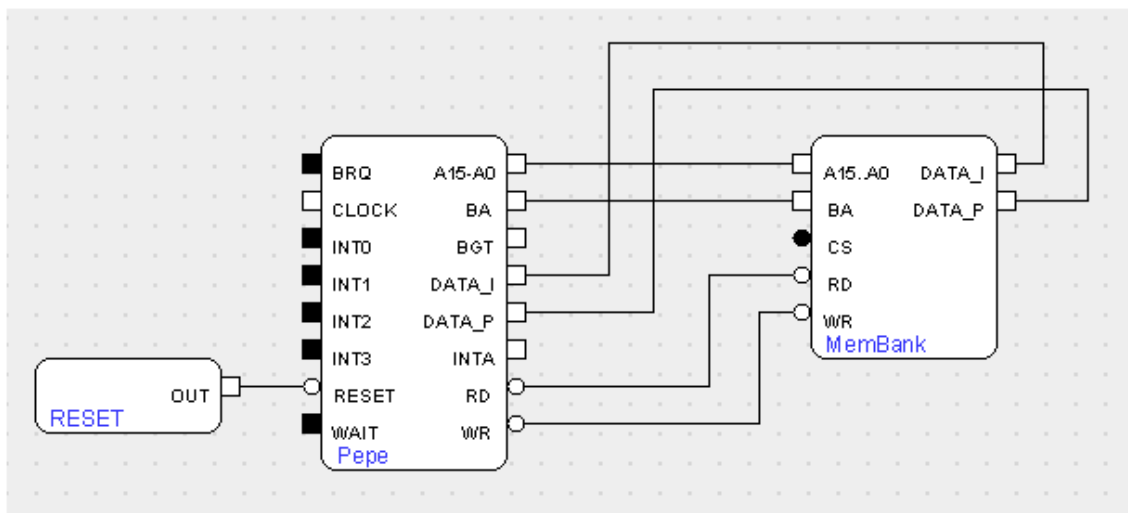 BRQ A15-A0
CLOCK BA
INT0 BGT
INT1 DATA_I
INT2 DATA_P
INT3 INTA
RESET RD
WAIT WR
Pepe
A15..A0 DATA_I
BA DATA_P
CS
RD
WR
MemBank
OUT
RESET